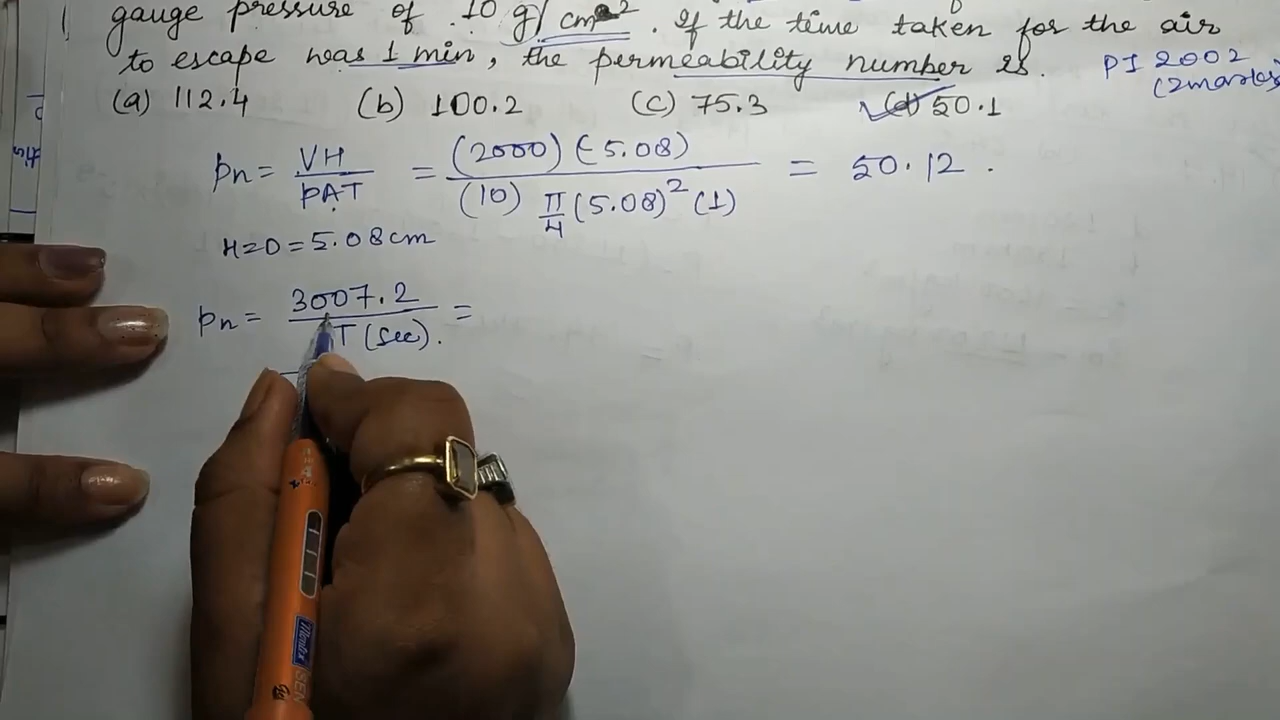 gauge pressure of 10 g/cm². If the time taken for the air
to escape was 1 min, the permeability number is. PI 2002
(2marks)
(a) 112.4 (b) 100.2 (c) 75.3 (d) 50.1
Pn = VH/PAT = (2000) (5.08)/(10) π/4 (5.08)² (1) = 50.12.
H=D=5.08cm
Pn = 3007.2/T(sec). =